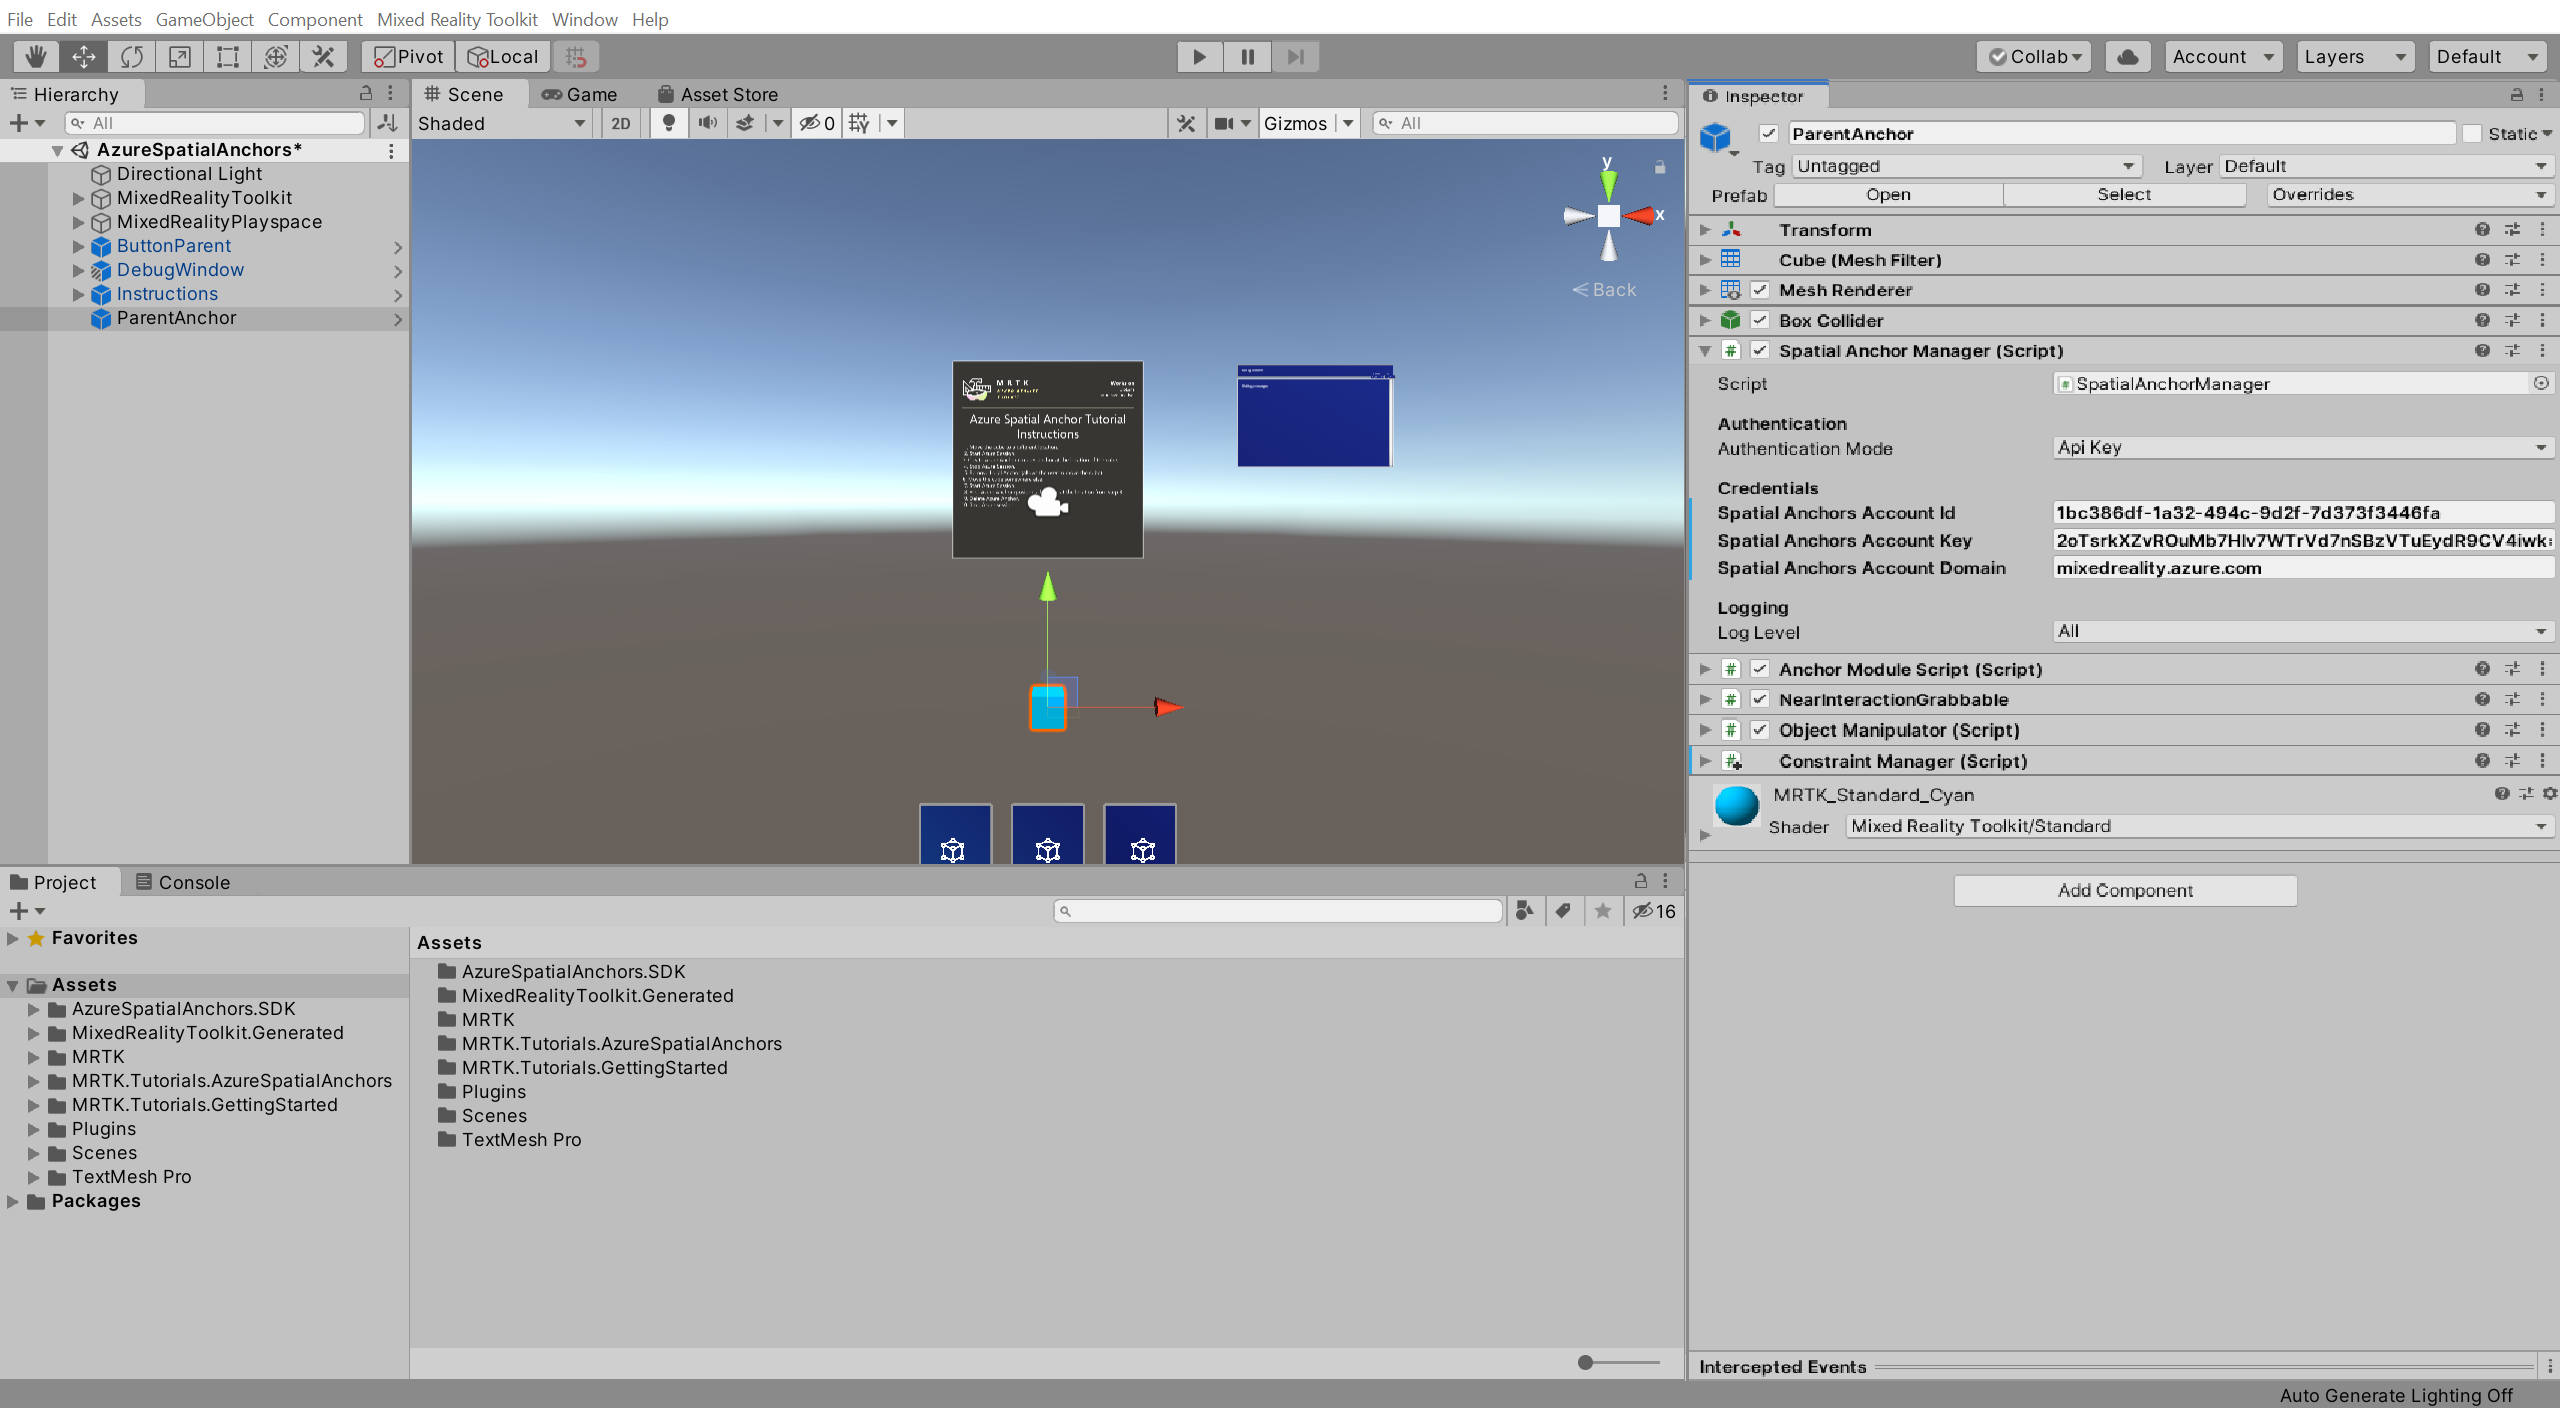 File Edit Assets GameObject Component Mixed Reality Toolkit Window Help
Pivot Local Collab Account Layers Default
Hierarchy
All
AzureSpatialAnchors*
Directional Light
MixedRealityToolkit
MixedRealityPlayspace
ButtonParent
DebugWindow
Instructions
ParentAnchor
Scene Game Asset Store
Shaded 2D 0 Gizmos All
y
x
Back
MRTK
Azure Spatial Anchor Tutorial
Instructions
Inspector
ParentAnchor Static
Tag Untagged Layer Default
Prefab Open Select Overrides
Transform
Cube (Mesh Filter)
Mesh Renderer
Box Collider
# Spatial Anchor Manager (Script)
Script # SpatialAnchorManager
Authentication
Authentication Mode Api Key
Credentials
Spatial Anchors Account Id 1bc386df-1a32-494c-9d2f-7d373f3446fa
Spatial Anchors Account Key 2oTsrkXZvROuMb7HIv7WTrVd7nSBzVTuEydR9CV4iwk
Spatial Anchors Account Domain mixedreality.azure.com
Logging
Log Level All
# Anchor Module Script (Script)
# NearInteractionGrabbable
# Object Manipulator (Script)
# Constraint Manager (Script)
MRTK_Standard_Cyan
Shader Mixed Reality Toolkit/Standard
Add Component
Intercepted Events
Project Console
16
Favorites
Assets
AzureSpatialAnchors.SDK
MixedRealityToolkit.Generated
MRTK
MRTK.Tutorials.AzureSpatialAnchors
MRTK.Tutorials.GettingStarted
Plugins
Scenes
TextMesh Pro
Packages
Assets
AzureSpatialAnchors.SDK
MixedRealityToolkit.Generated
MRTK
MRTK.Tutorials.AzureSpatialAnchors
MRTK.Tutorials.GettingStarted
Plugins
Scenes
TextMesh Pro
Auto Generate Lighting Off